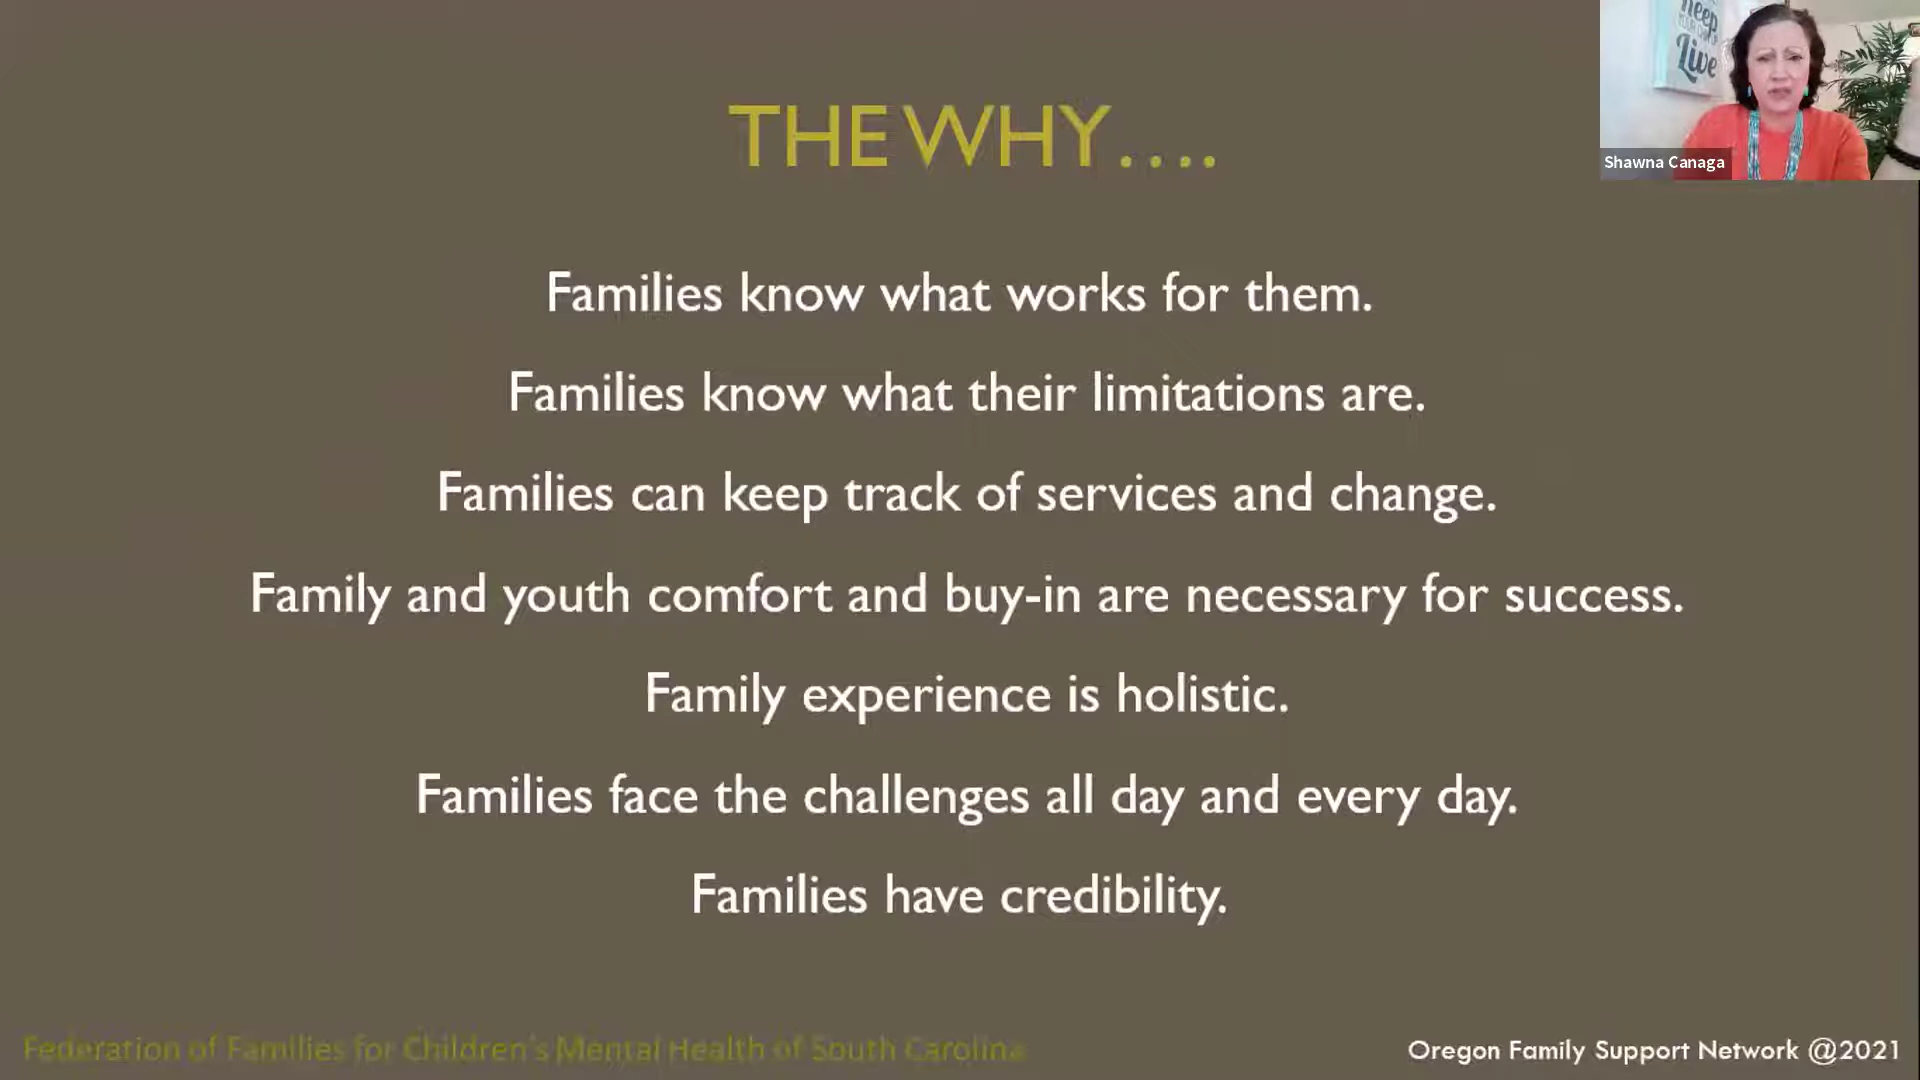 THE WHY....
Keep
Live
Shawna Canaga
Families know what works for them.
Families know what their limitations are.
Families can keep track of services and change.
Family and youth comfort and buy-in are necessary for success.
Family experience is holistic.
Families face the challenges all day and every day.
Families have credibility.
Federation of Families for Children's Mental Health of South Carolina
Oregon Family Support Network @2021